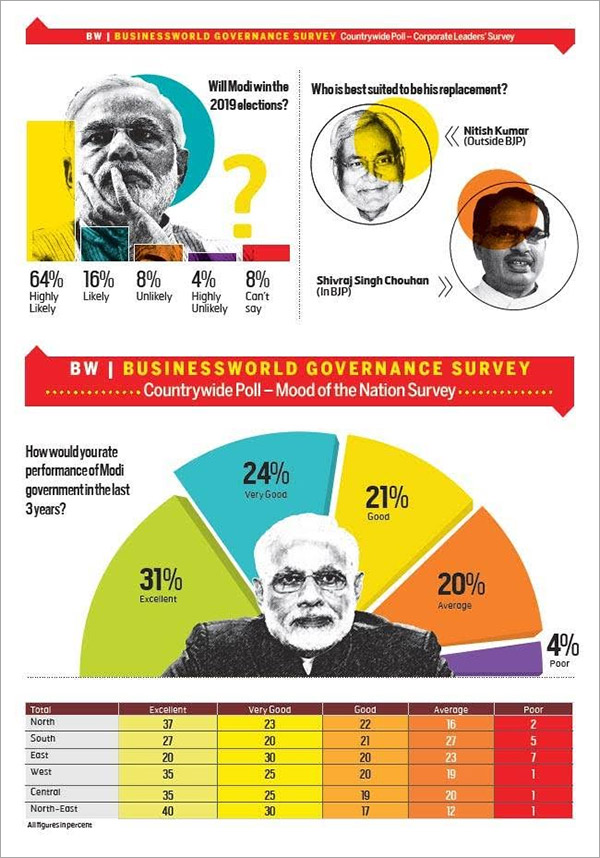 BW | BUSINESSWORLD GOVERNANCE SURVEY Countrywide Poll – Corporate Leaders' Survey
Will Modi win the
2019 elections?
?
64%
Highly
Likely
16%
Likely
8%
Unlikely
4%
Highly
Unlikely
8%
Can't
say
Who is best suited to be his replacement?
Nitish Kumar
(Outside BJP)
Shivraj Singh Chouhan
(In BJP)
BW | BUSINESSWORLD GOVERNANCE SURVEY
Countrywide Poll – Mood of the Nation Survey
How would you rate
performance of Modi
government in the last
3 years?
31%
Excellent
24%
Very Good
21%
Good
20%
Average
4%
Poor
Total Excellent Very Good Good Average Poor
North 37 23 22 16 2
South 27 20 21 27 5
East 20 30 20 23 7
West 35 25 20 19 1
Central 35 25 19 20 1
North-East 40 30 17 12 1
All figures in percent